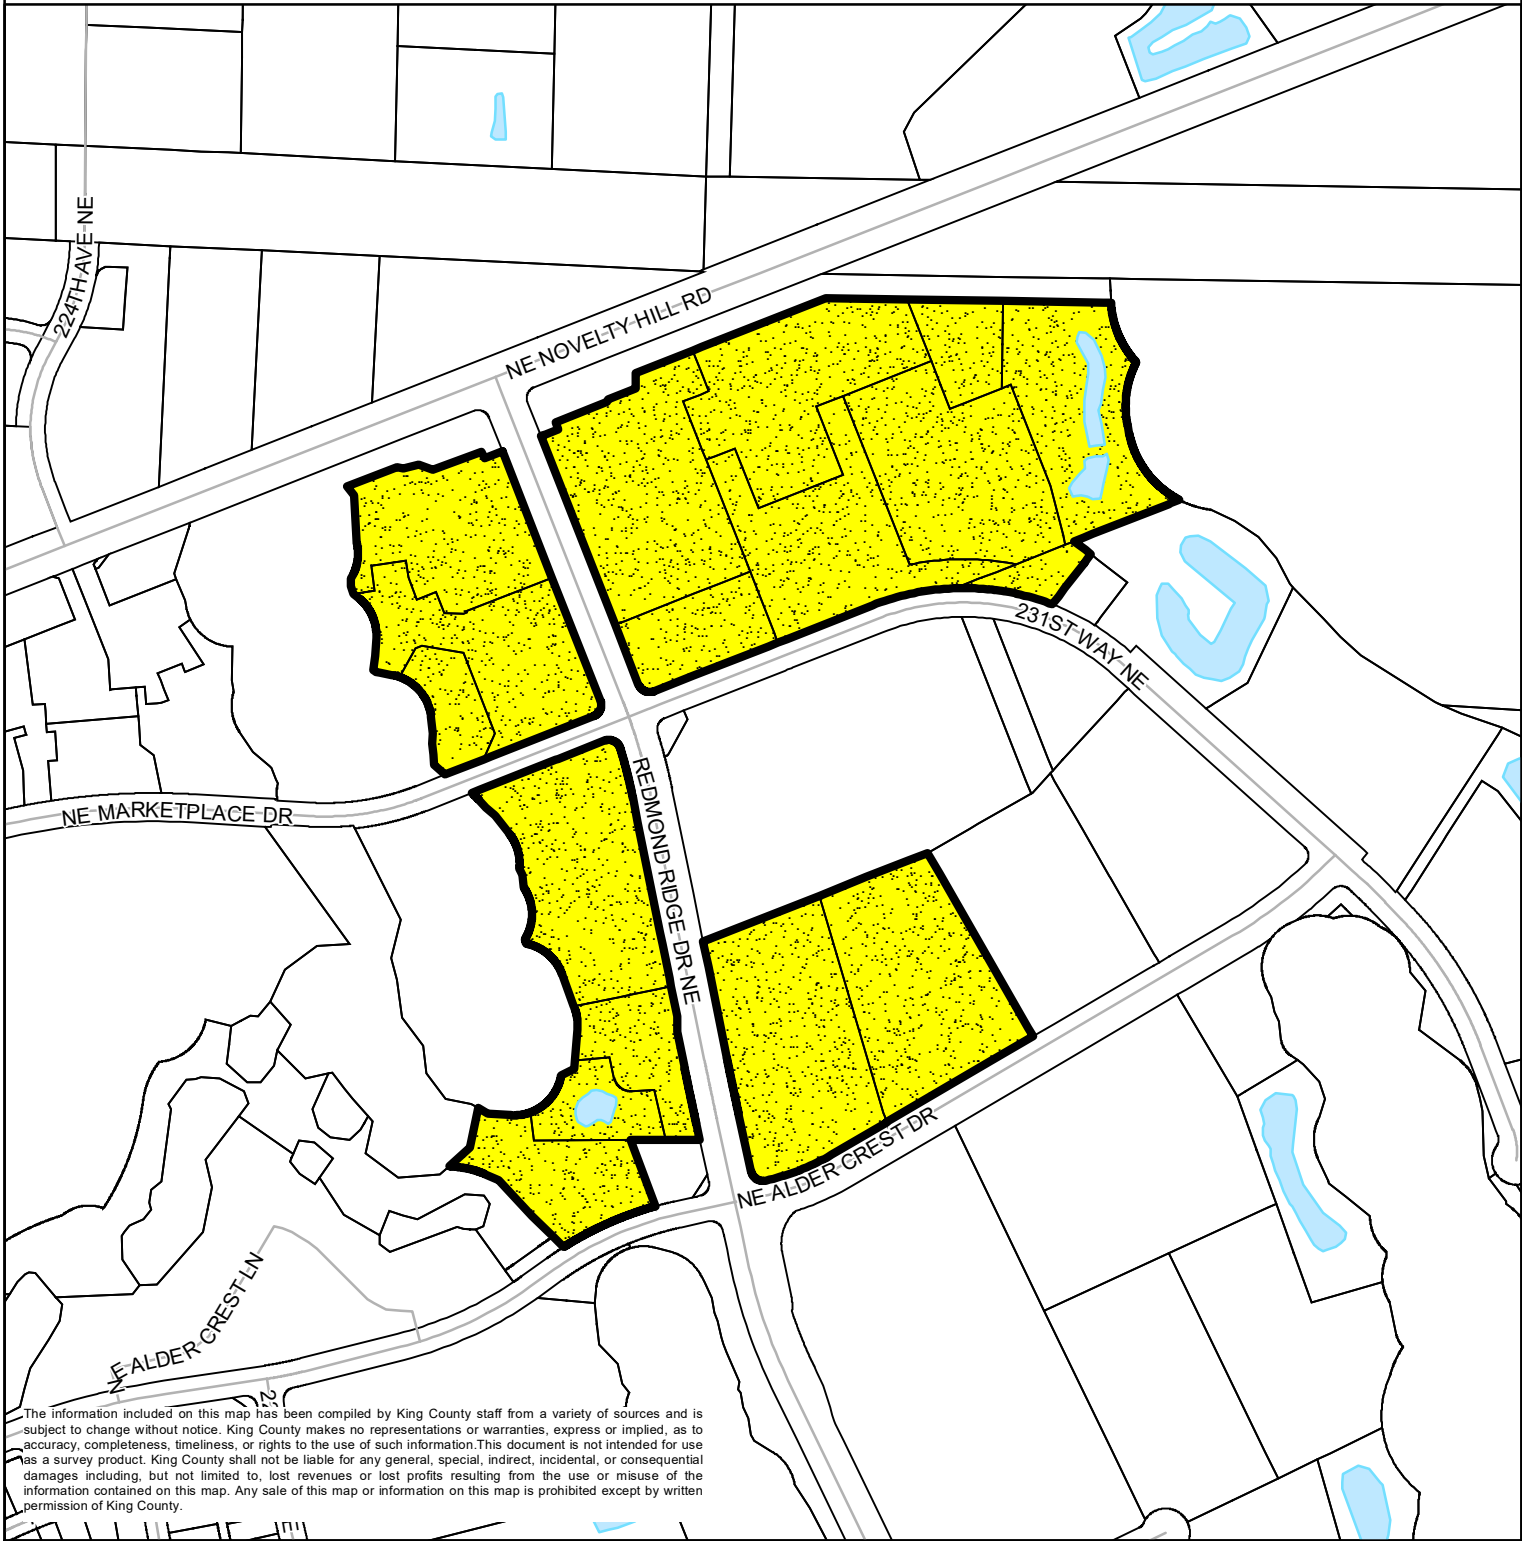 224TH AVE NE
NE NOVELTY HILL RD
231ST WAY NE
REDMOND RIDGE DR NE
NE MARKETPLACE DR
NE ALDER CREST DR
NE ALDER CREST LN
The information included on this map has been compiled by King County staff from a variety of sources and is
subject to change without notice. King County makes no representations or warranties, express or implied, as to
accuracy, completeness, timeliness, or rights to the use of such information.This document is not intended for use
as a survey product. King County shall not be liable for any general, special, indirect, incidental, or consequential
damages including, but not limited to, lost revenues or lost profits resulting from the use or misuse of the
information contained on this map. Any sale of this map or information on this map is prohibited except by written
permission of King County.